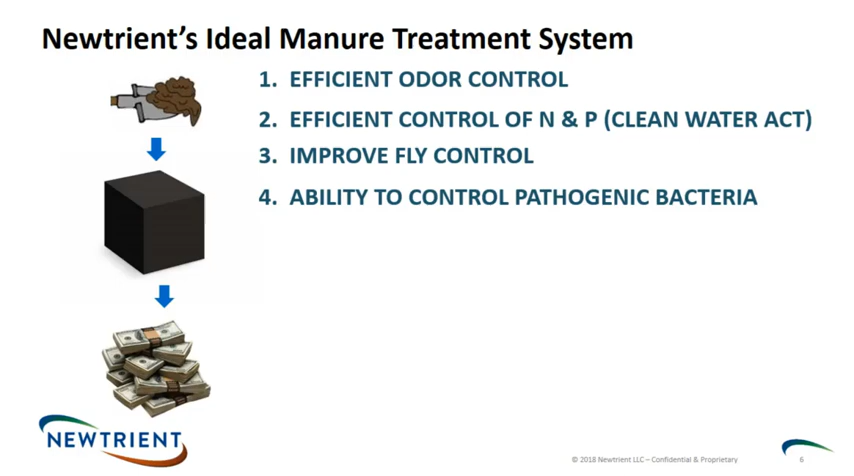 Newtrient's Ideal Manure Treatment System
1. EFFICIENT ODOR CONTROL
2. EFFICIENT CONTROL OF N & P (CLEAN WATER ACT)
3. IMPROVE FLY CONTROL
4. ABILITY TO CONTROL PATHOGENIC BACTERIA
NEWTRIENT
© 2018 Newtrient LLC – Confidential & Proprietary
6